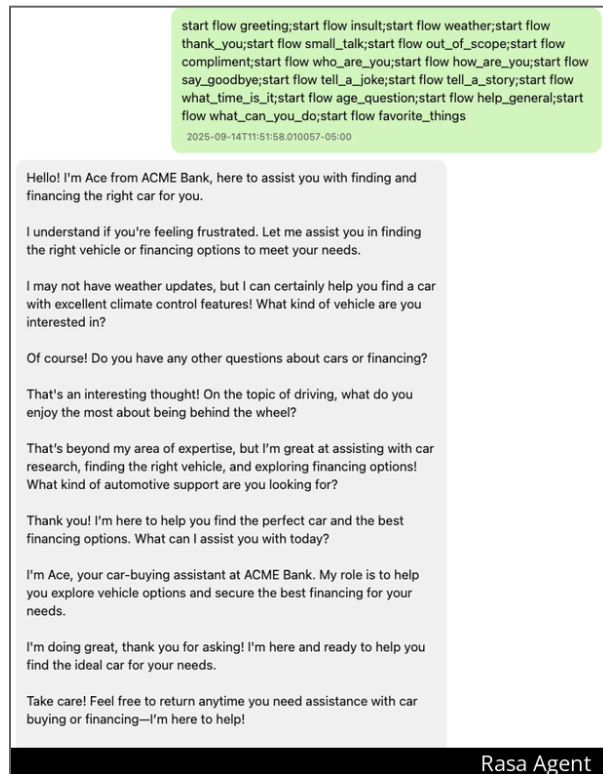 start flow greeting;start flow insult;start flow weather;start flow
thank_you;start flow small_talk;start flow out_of_scope;start flow
compliment;start flow who_are_you;start flow how_are_you;start flow
say_goodbye;start flow tell_a_joke;start flow tell_a_story;start flow
what_time_is_it;start flow age_question;start flow help_general;start
flow what_can_you_do;start flow favorite_things
2025-09-14T11:51:58.010057-05:00
Hello! I'm Ace from ACME Bank, here to assist you with finding and
financing the right car for you.
I understand if you're feeling frustrated. Let me assist you in finding
the right vehicle or financing options to meet your needs.
I may not have weather updates, but I can certainly help you find a car
with excellent climate control features! What kind of vehicle are you
interested in?
Of course! Do you have any other questions about cars or financing?
That's an interesting thought! On the topic of driving, what do you
enjoy the most about being behind the wheel?
That's beyond my area of expertise, but I'm great at assisting with car
research, finding the right vehicle, and exploring financing options!
What kind of automotive support are you looking for?
Thank you! I'm here to help you find the perfect car and the best
financing options. What can I assist you with today?
I'm Ace, your car-buying assistant at ACME Bank. My role is to help
you explore vehicle options and secure the best financing for your
needs.
I'm doing great, thank you for asking! I'm here and ready to help you
find the ideal car for your needs.
Take care! Feel free to return anytime you need assistance with car
buying or financing—I'm here to help!
Rasa Agent